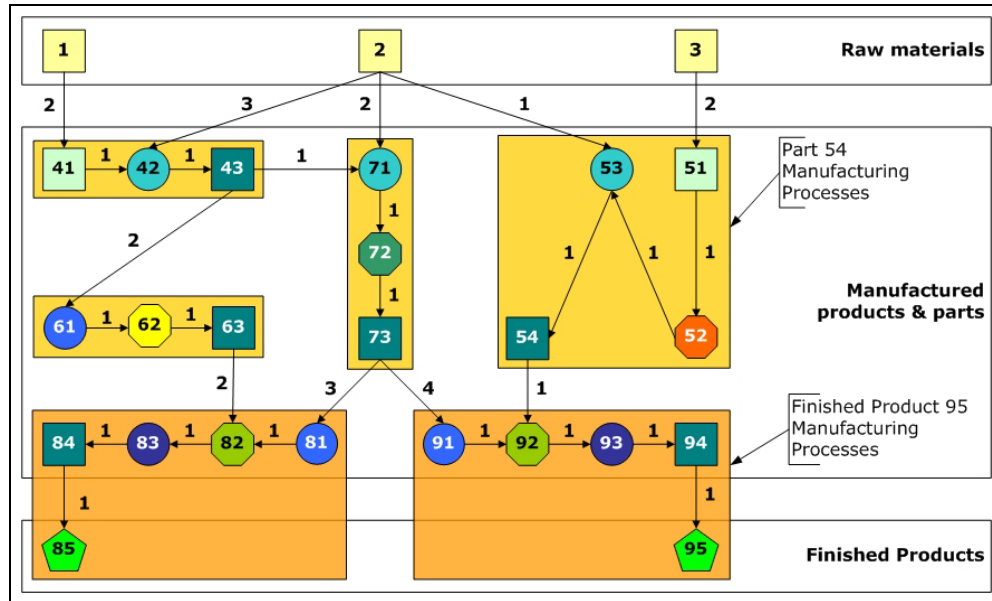 1 2 3 Raw materials
2 3 2 1 2
41 1 42 1 43 1 71 53 51 Part 54
Manufacturing
Processes
2 1 1 1 1
72
1
61 1 62 1 63 73 54 52 Manufactured
products & parts
2 3 4 1
84 1 83 1 82 1 81 91 1 92 1 93 1 94 Finished Product 95
Manufacturing
Processes
1 1
85 95 Finished Products